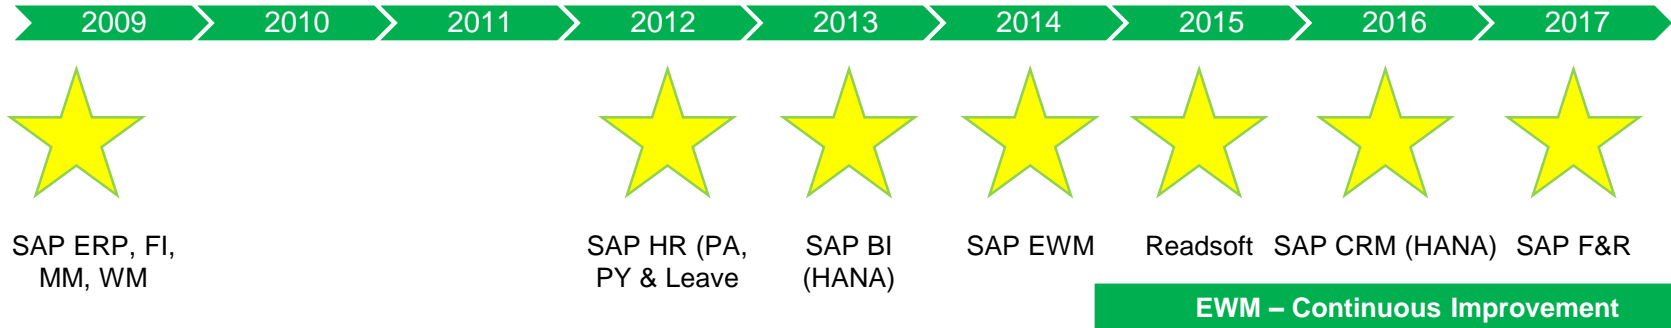 2009 2010 2011 2012 2013 2014 2015 2016 2017
SAP ERP, FI,
MM, WM
SAP HR (PA,
PY & Leave
SAP BI
(HANA)
SAP EWM
Readsoft
SAP CRM (HANA)
SAP F&R
EWM – Continuous Improvement